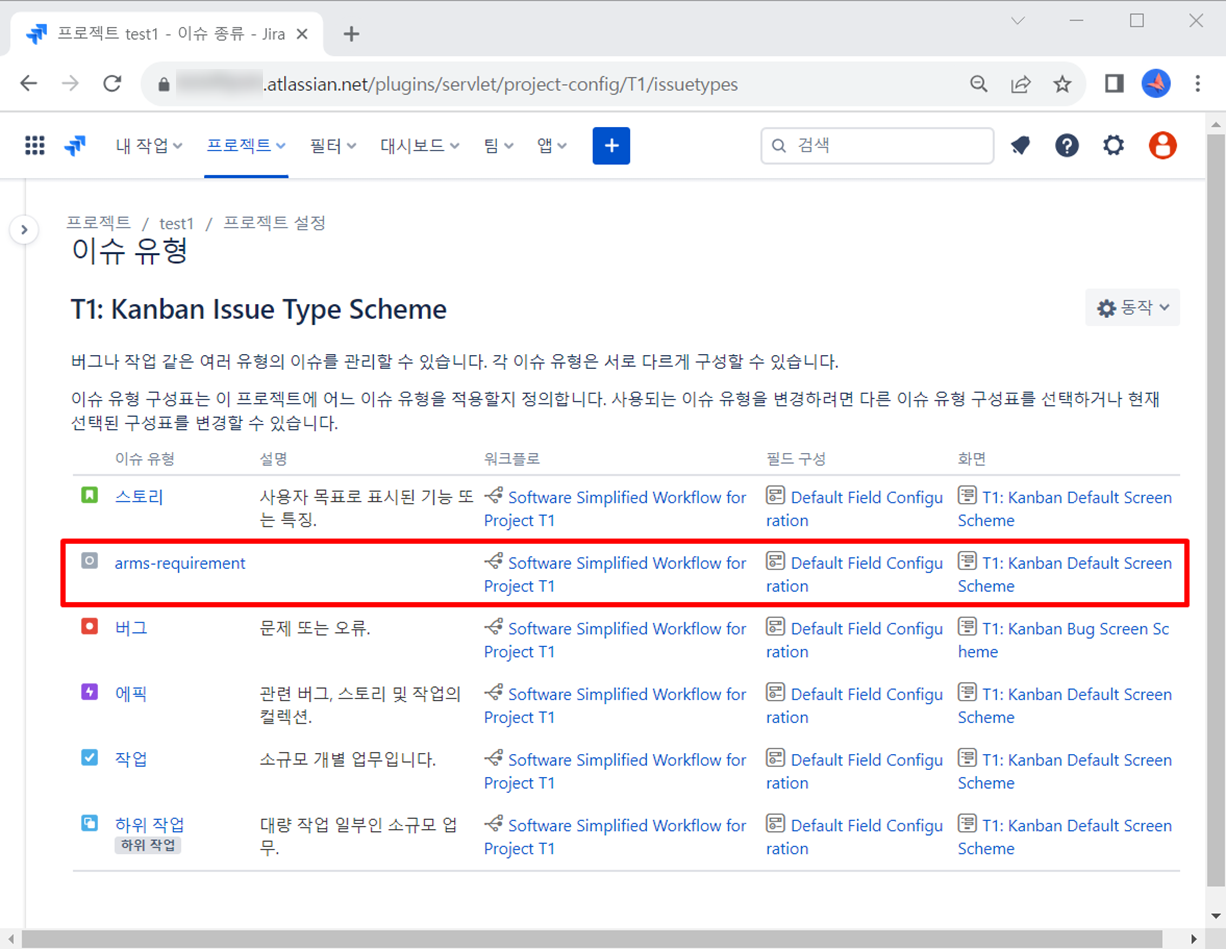 프로젝트 test1 - 이슈 종류 - Jira
.atlassian.net/plugins/servlet/project-config/T1/issuetypes
내 작업 프로젝트 필터 대시보드 팀 앱 + 검색
프로젝트 / test1 / 프로젝트 설정
이슈 유형
T1: Kanban Issue Type Scheme
동작
버그나 작업 같은 여러 유형의 이슈를 관리할 수 있습니다. 각 이슈 유형은 서로 다르게 구성할 수 있습니다.
이슈 유형 구성표는 이 프로젝트에 어느 이슈 유형을 적용할지 정의합니다. 사용되는 이슈 유형을 변경하려면 다른 이슈 유형 구성표를 선택하거나 현재
선택된 구성표를 변경할 수 있습니다.
이슈 유형 설명 워크플로 필드 구성 화면
스토리 사용자 목표로 표시된 기능 또 Software Simplified Workflow for Default Field Configu T1: Kanban Default Screen
는 특징. Project T1 ration Scheme
arms-requirement Software Simplified Workflow for Default Field Configu T1: Kanban Default Screen
Project T1 ration Scheme
버그 문제 또는 오류. Software Simplified Workflow for Default Field Configu T1: Kanban Bug Screen Sc
Project T1 ration heme
에픽 관련 버그, 스토리 및 작업의 Software Simplified Workflow for Default Field Configu T1: Kanban Default Screen
컬렉션. Project T1 ration Scheme
작업 소규모 개별 업무입니다. Software Simplified Workflow for Default Field Configu T1: Kanban Default Screen
Project T1 ration Scheme
하위 작업 대량 작업 일부인 소규모 업 Software Simplified Workflow for Default Field Configu T1: Kanban Default Screen
하위 작업 무. Project T1 ration Scheme